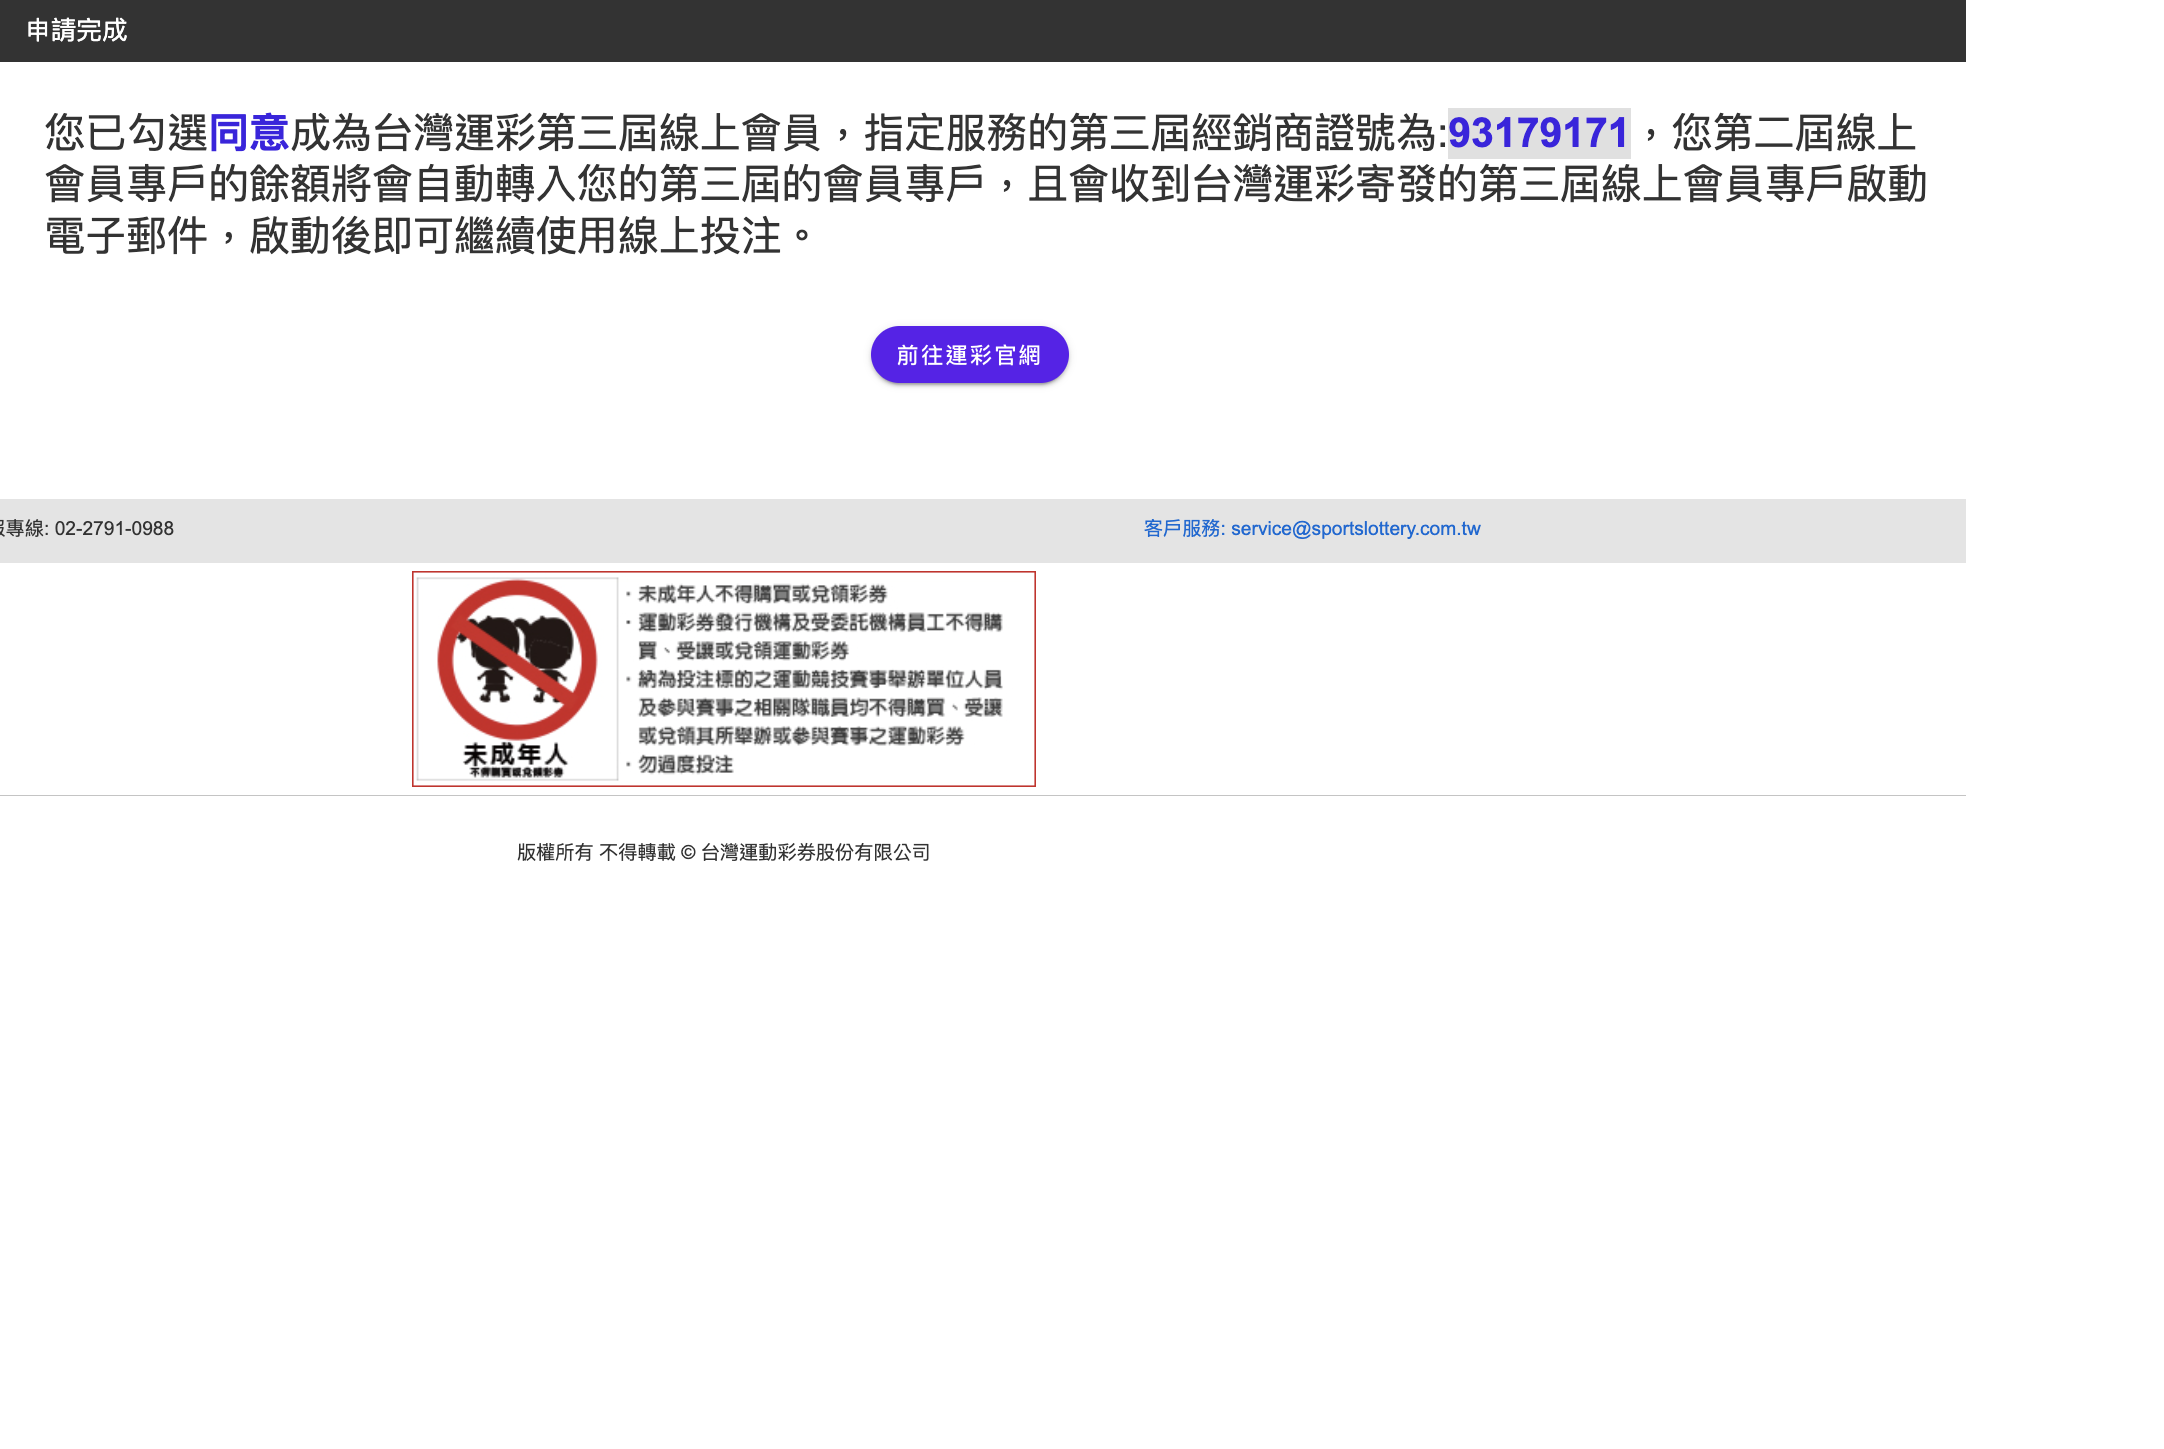 申請完成
您已勾選同意成為台灣運彩第三屆線上會員，指定服務的第三屆經銷商證號為:93179171，您第二屆線上
會員專戶的餘額將會自動轉入您的第三屆的會員專戶，且會收到台灣運彩寄發的第三屆線上會員專戶啟動
電子郵件，啟動後即可繼續使用線上投注。
前往運彩官網
專線: 02-2791-0988
客戶服務: service@sportslottery.com.tw
・未成年人不得購買或兌領彩券
・運動彩券發行機構及受委託機構員工不得購
買、受讓或兌領運動彩券
・納為投注標的之運動競技賽事舉辦單位人員
及參與賽事之相關隊職員均不得購買、受讓
或兌領其所舉辦或參與賽事之運動彩券
・勿過度投注
未成年人
不得購買或兌領彩券
版權所有 不得轉載 © 台灣運動彩券股份有限公司